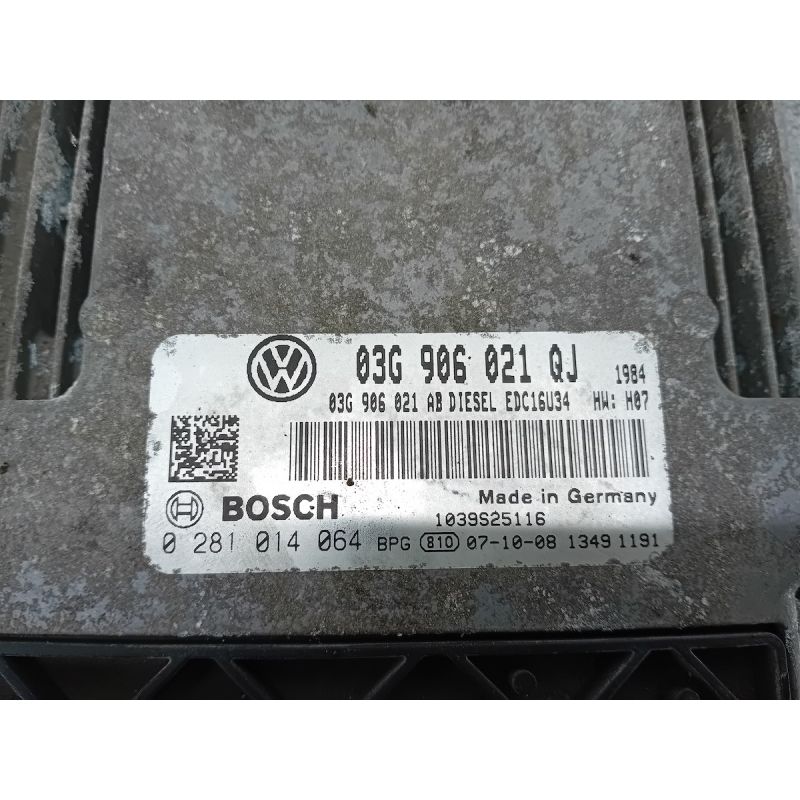 03G 906 021 QJ 1984
03G 906 021 AB DIESEL EDC16U34 HW: H07
BOSCH Made in Germany
1039S25116
0 281 014 064 BPG 810 07-10-08 1349 1191